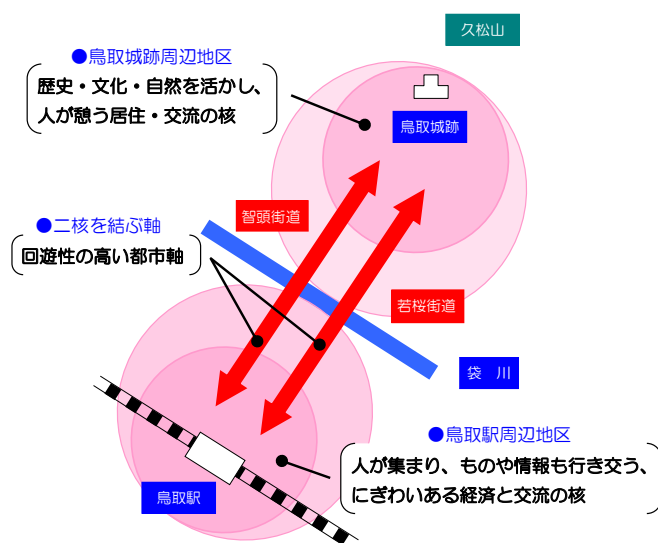 久松山
●鳥取城跡周辺地区
歴史・文化・自然を活かし、
人が憩う居住・交流の核
鳥取城跡
智頭街道
●二核を結ぶ軸
回遊性の高い都市軸
若桜街道
袋　川
●鳥取駅周辺地区
人が集まり、ものや情報も行き交う、
にぎわいある経済と交流の核
鳥取駅